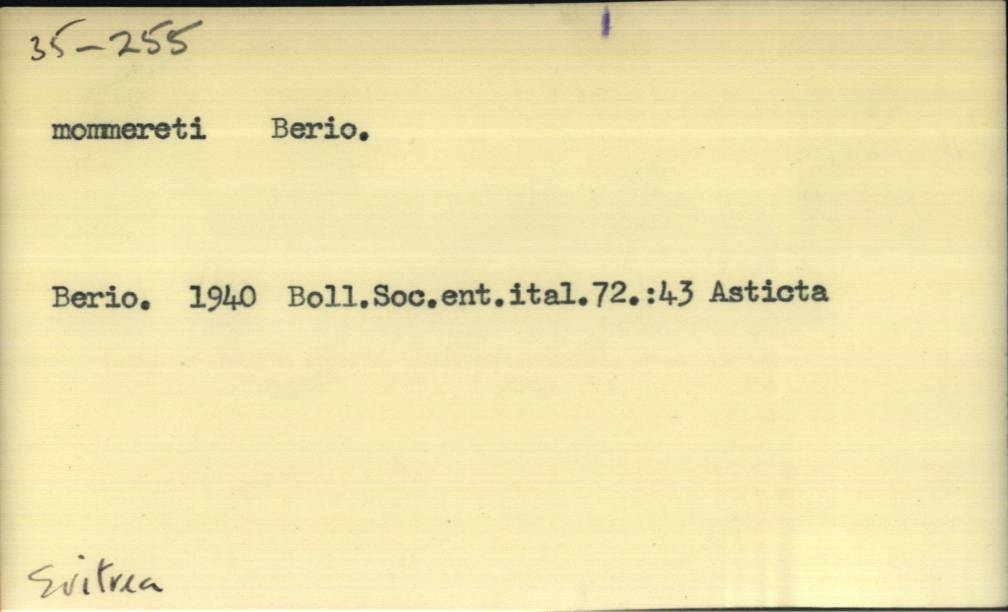 35-255
mommereti Berio.
Berio. 1940 Boll.Soc.ent.ital.72.:43 Asticta
Eritrea